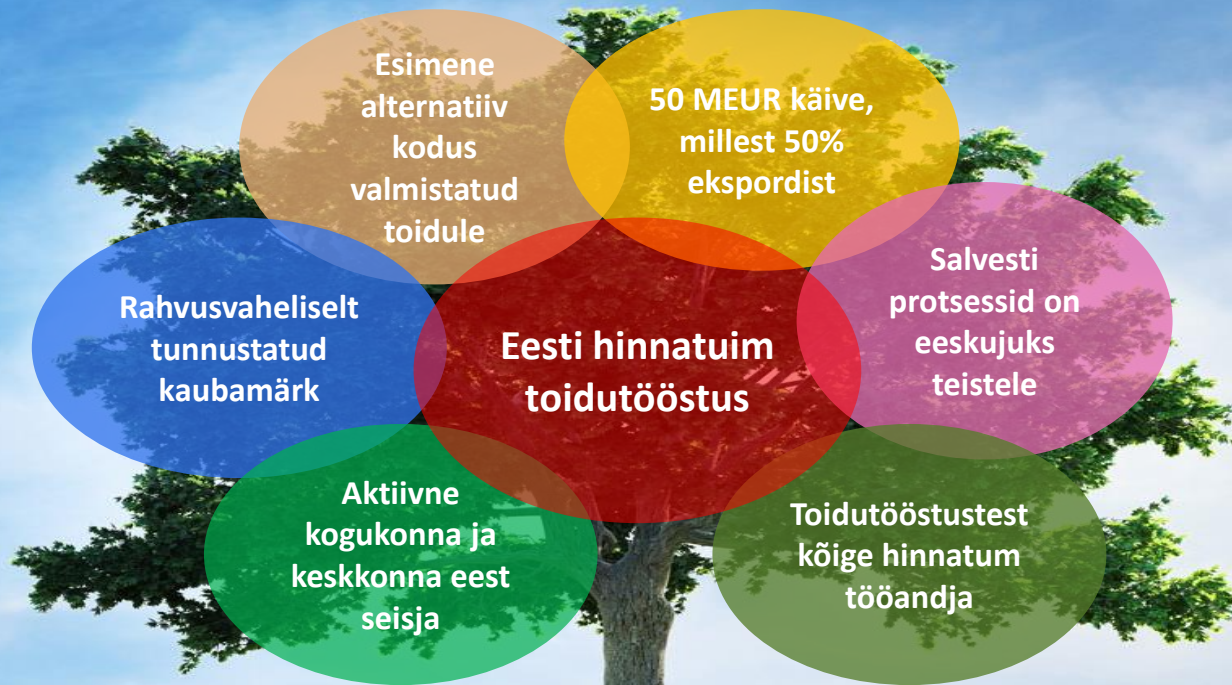 Esimene
alternatiiv
kodus
valmistatud
toidule
50 MEUR käive,
millest 50%
ekspordist
Rahvusvaheliselt
tunnustatud
kaubamärk
Eesti hinnatuim
toidutööstus
Salvesti
protsessid on
eeskujuks
teistele
Aktiivne
kogukonna ja
keskkonna eest
seisja
Toidutööstustest
kõige hinnatum
tööandja